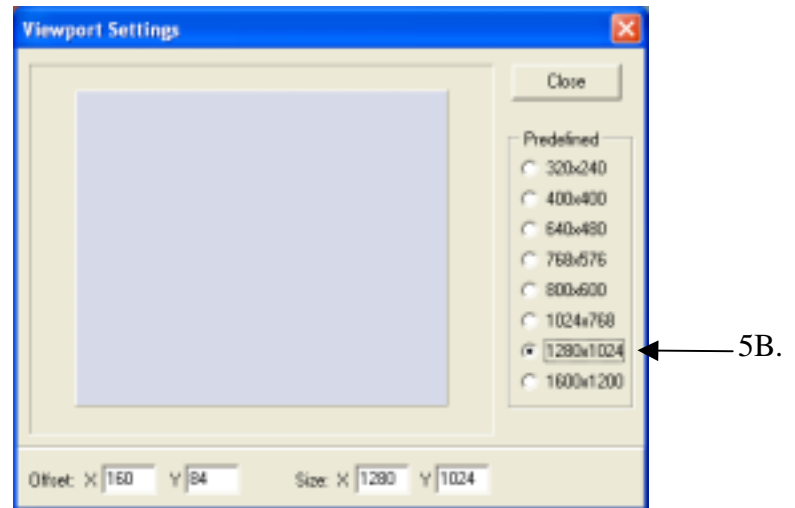 Viewport Settings
Close
Predefined
320x240
400x400
640x480
768x576
800x600
1024x768
1280x1024
1600x1200
5B.
Offset: X 160 Y 84 Size: X 1280 Y 1024